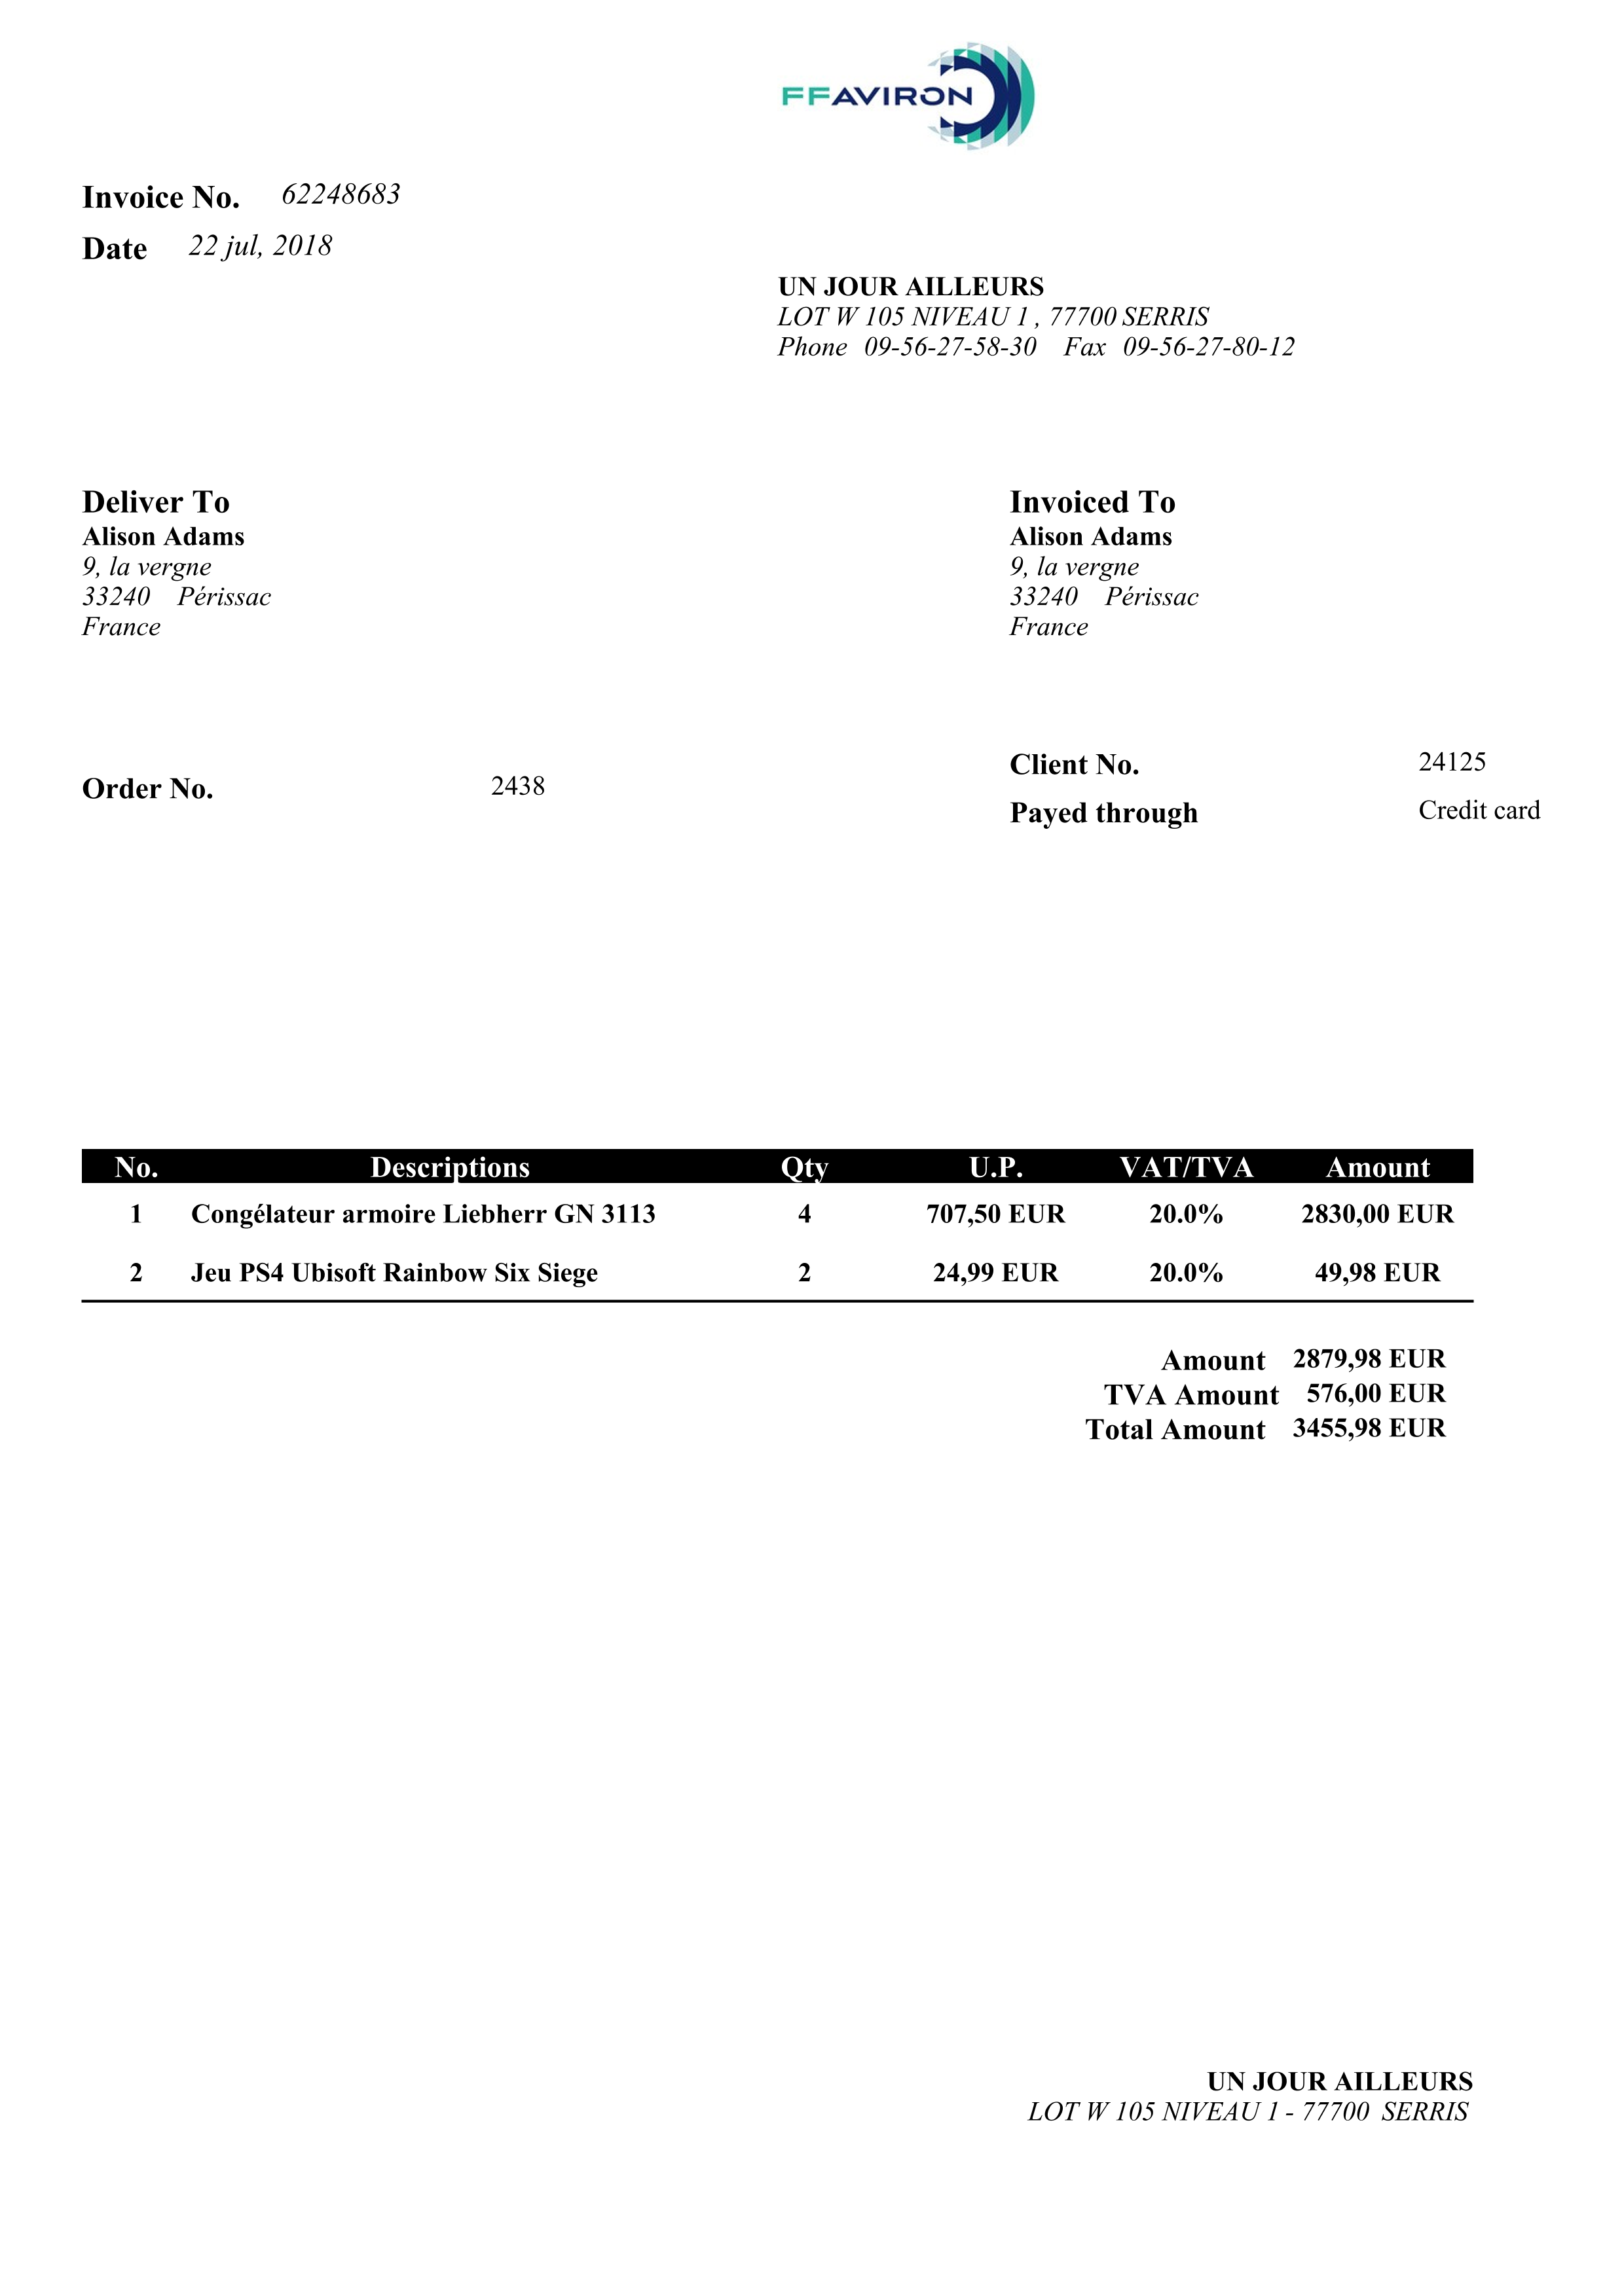 FFAVIRON
Invoice No. 62248683
Date 22 jul, 2018
UN JOUR AILLEURS
LOT W 105 NIVEAU 1 , 77700 SERRIS
Phone 09-56-27-58-30 Fax 09-56-27-80-12
Deliver To
Alison Adams
9, la vergne
33240 Périssac
France
Invoiced To
Alison Adams
9, la vergne
33240 Périssac
France
Order No. 2438
Client No. 24125
Payed through Credit card
No. Descriptions Qty U.P. VAT/TVA Amount
1 Congélateur armoire Liebherr GN 3113 4 707,50 EUR 20.0% 2830,00 EUR
2 Jeu PS4 Ubisoft Rainbow Six Siege 2 24,99 EUR 20.0% 49,98 EUR
Amount 2879,98 EUR
TVA Amount 576,00 EUR
Total Amount 3455,98 EUR
UN JOUR AILLEURS
LOT W 105 NIVEAU 1 - 77700 SERRIS